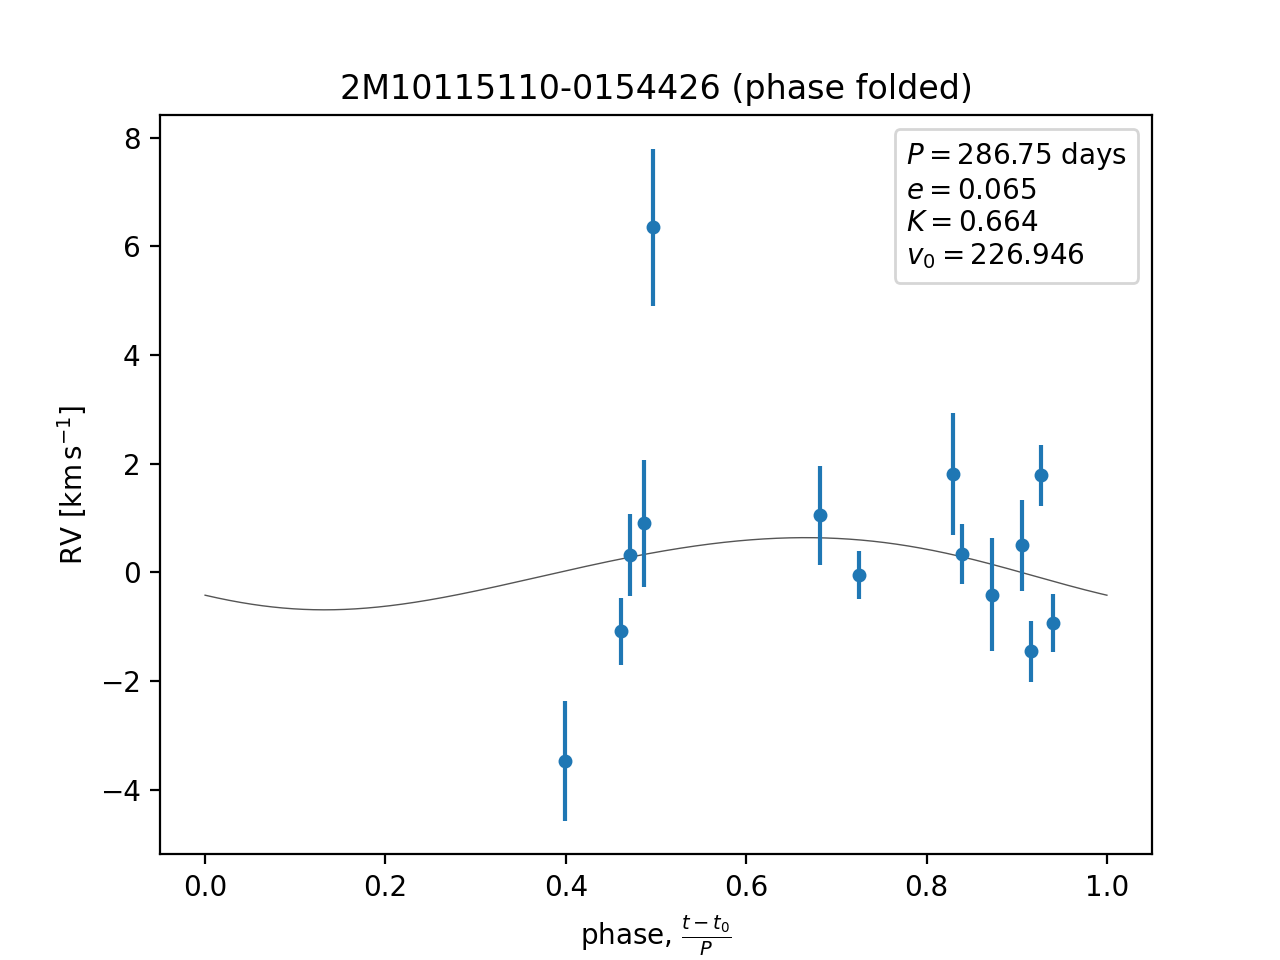 2M10115110-0154426 (phase folded)
P = 286.75 days
e = 0.065
K = 0.664
v₀ = 226.946
8
6
4
2
0
−2
−4
RV [km s⁻¹]
0.0 0.2 0.4 0.6 0.8 1.0
phase, (t − t₀)/P